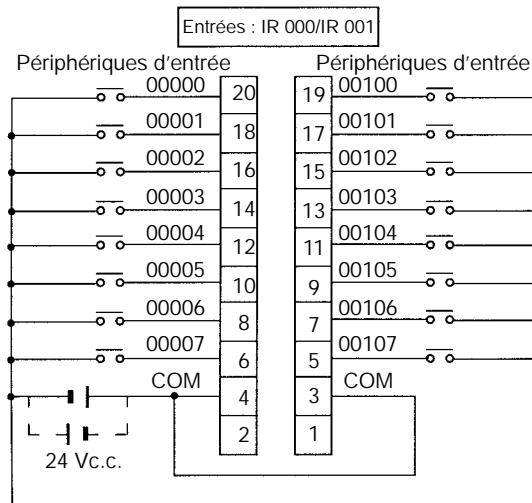 Entrées : IR 000/IR 001
Périphériques d'entrée Périphériques d'entrée
00000 20 19 00100
00001 18 17 00101
00002 16 15 00102
00003 14 13 00103
00004 12 11 00104
00005 10 9 00105
00006 8 7 00106
00007 6 5 00107
COM 4 3 COM
2 1
24 Vc.c.